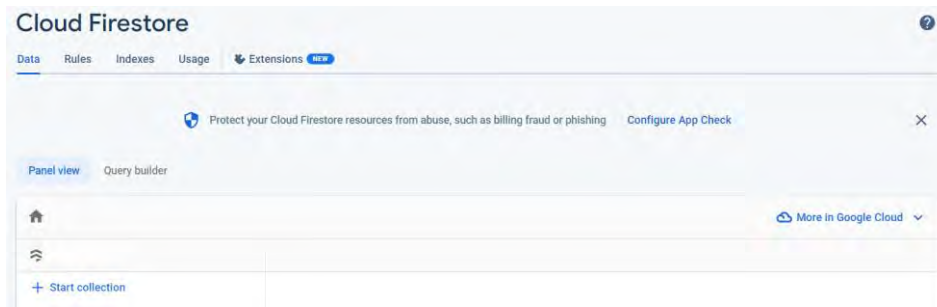 Cloud Firestore
Data Rules Indexes Usage Extensions NEW
Protect your Cloud Firestore resources from abuse, such as billing fraud or phishing Configure App Check
Panel view Query builder
More in Google Cloud
+ Start collection